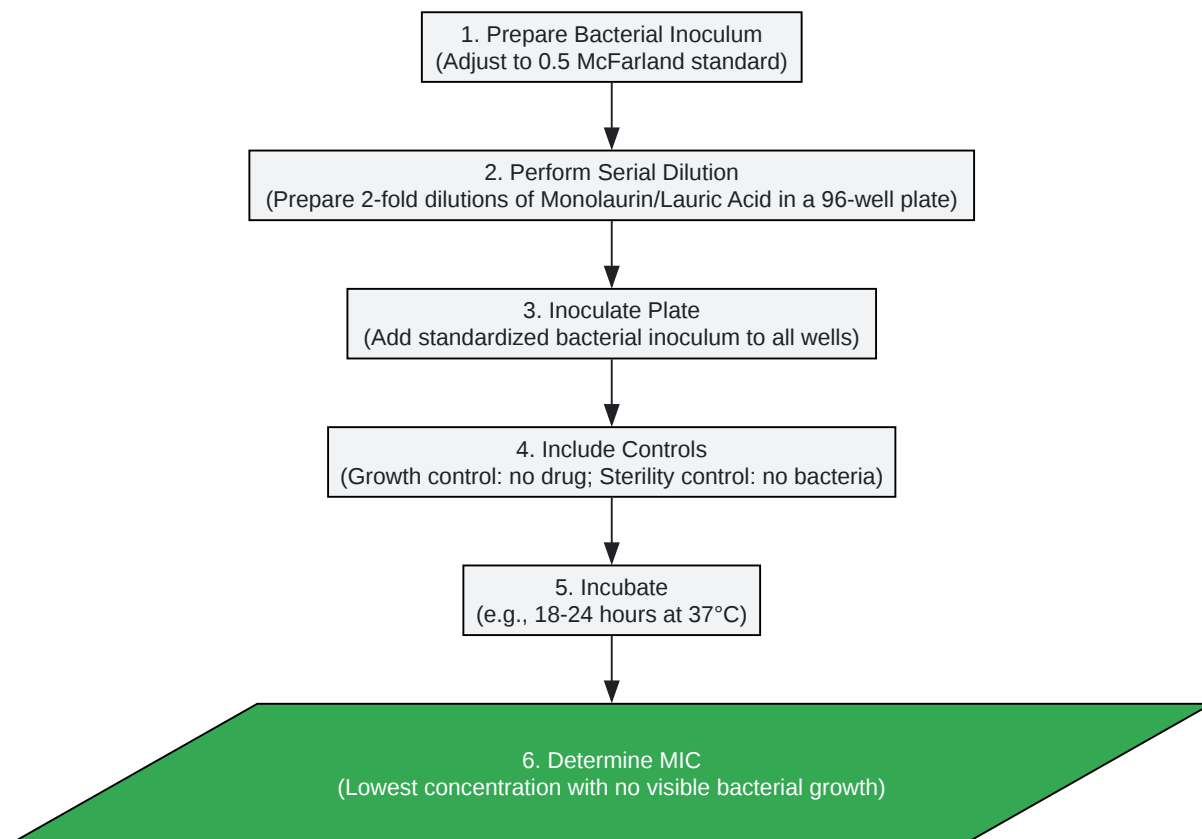 1. Prepare Bacterial Inoculum
(Adjust to 0.5 McFarland standard)
2. Perform Serial Dilution
(Prepare 2-fold dilutions of Monolaurin/Lauric Acid in a 96-well plate)
3. Inoculate Plate
(Add standardized bacterial inoculum to all wells)
4. Include Controls
(Growth control: no drug; Sterility control: no bacteria)
5. Incubate
(e.g., 18-24 hours at 37°C)
6. Determine MIC
(Lowest concentration with no visible bacterial growth)